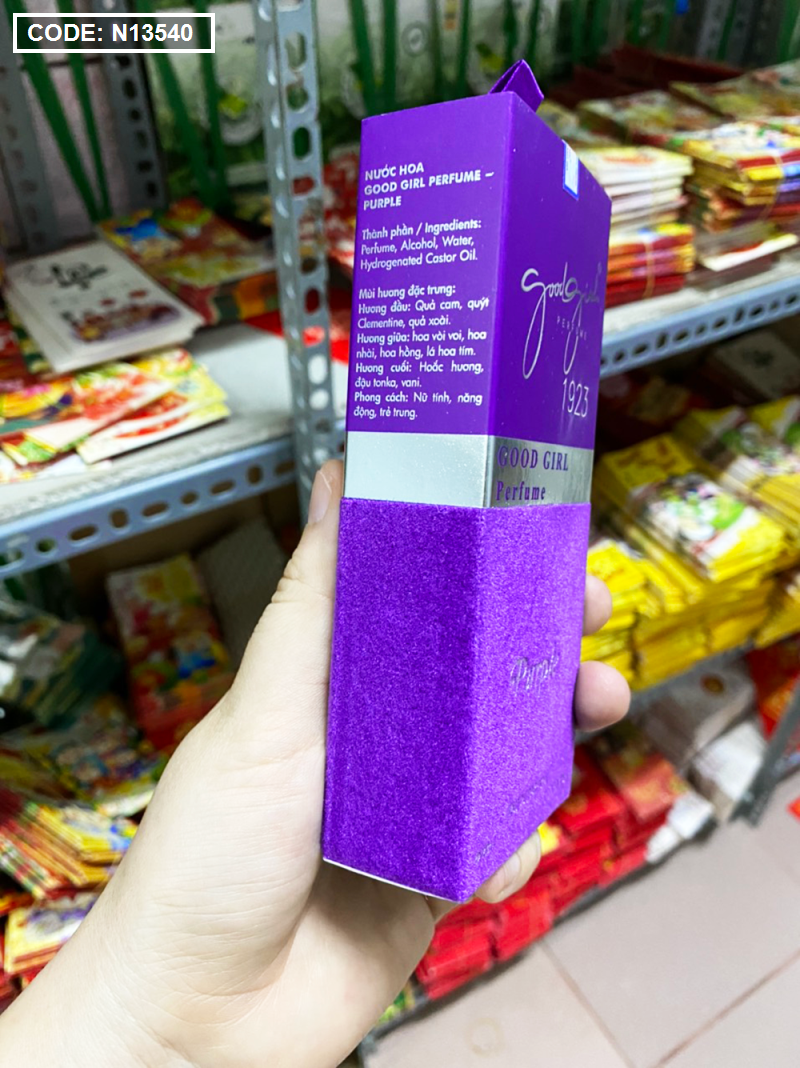 CODE: N13540
NƯỚC HOA
GOOD GIRL PERFUME –
PURPLE
Thành phần / Ingredients:
Perfume, Alcohol, Water,
Hydrogenated Castor Oil.
Mùi hương đặc trưng:
Hương đầu: Quả cam, quýt
Clementine, quả xoài.
Hương giữa: hoa vòi voi, hoa
nhài, hoa hồng, lá hoa tím.
Hương cuối: Hoắc hương,
đậu tonka, vani.
Phong cách: Nữ tính, năng
động, trẻ trung.
good girl
PERFUME
1923
GOOD GIRL
Perfume
Purple